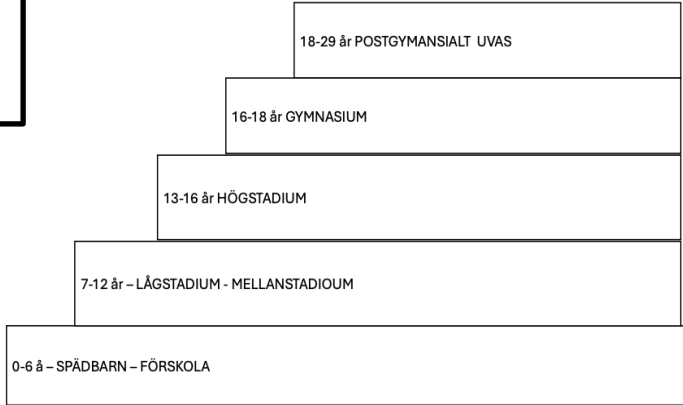 18-29 år POSTGYMANSIALT UVAS
16-18 år GYMNASIUM
13-16 år HÖGSTADIUM
7-12 år – LÅGSTADIUM - MELLANSTADIOUM
0-6 å – SPÄDBARN – FÖRSKOLA